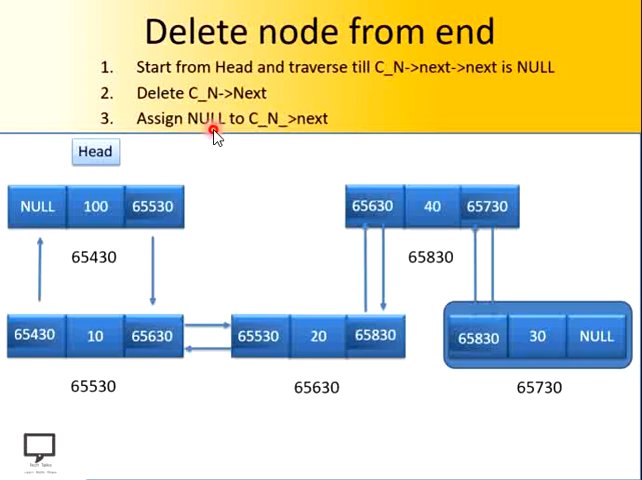 Delete node from end
1. Start from Head and traverse till C_N->next->next is NULL
2. Delete C_N->Next
3. Assign NULL to C_N_>next
Head
NULL 100 65530
65630 40 65730
65430
65830
65430 10 65630
65530 20 65830
65830 30 NULL
65530
65630
65730
Tech Talks